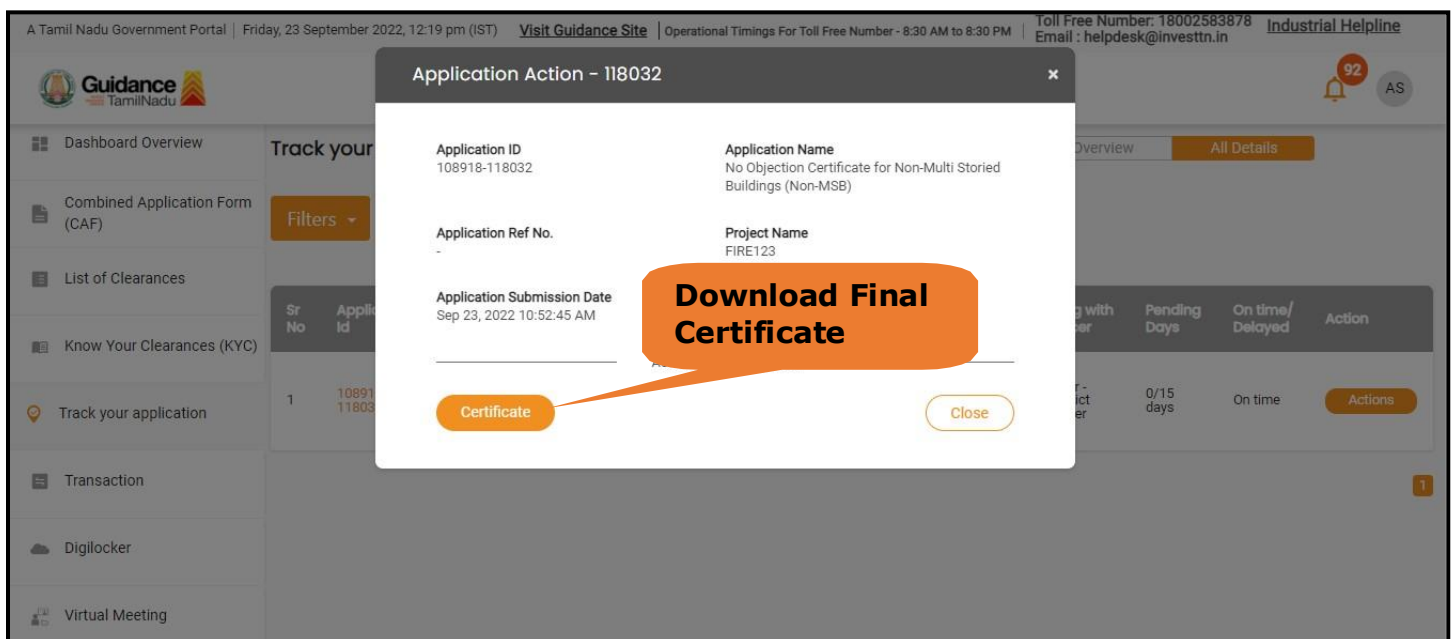 A Tamil Nadu Government Portal | Friday, 23 September 2022, 12:19 pm (IST) Visit Guidance Site | Operational Timings For Toll Free Number - 8:30 AM to 8:30 PM | Toll Free Number: 18002583878
Email : helpdesk@investtn.in
Industrial Helpline
Guidance
TamilNadu
Application Action - 118032 ×
92
AS
Dashboard Overview
Combined Application Form
(CAF)
List of Clearances
Know Your Clearances (KYC)
Track your application
Transaction
Digilocker
Virtual Meeting
Track your
Overview
All Details
Filters
Application ID
108918-118032
Application Name
No Objection Certificate for Non-Multi Storied
Buildings (Non-MSB)
Application Ref No.
-
Project Name
FIRE123
Application Submission Date
Sep 23, 2022 10:52:45 AM
Download Final
Certificate
Certificate
Close
Sr
No
Id
with
Pending
Days
On time/
Delayed
Action
1
10891
11803
0/15
days
On time
Actions
1